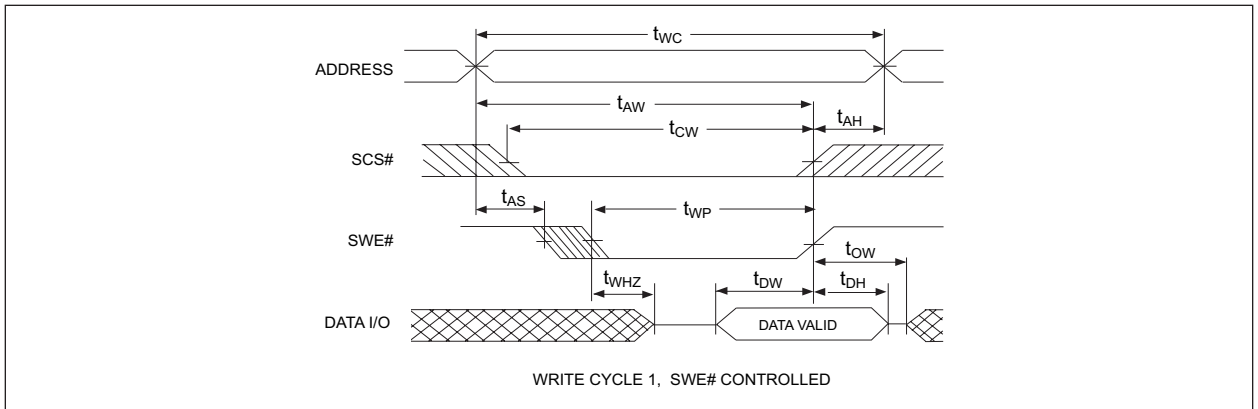 tWC
ADDRESS
tAW
tCW
tAH
SCS#
tAS
tWP
SWE#
tOW
tWHZ
tDW
tDH
DATA I/O
DATA VALID
WRITE CYCLE 1, SWE# CONTROLLED